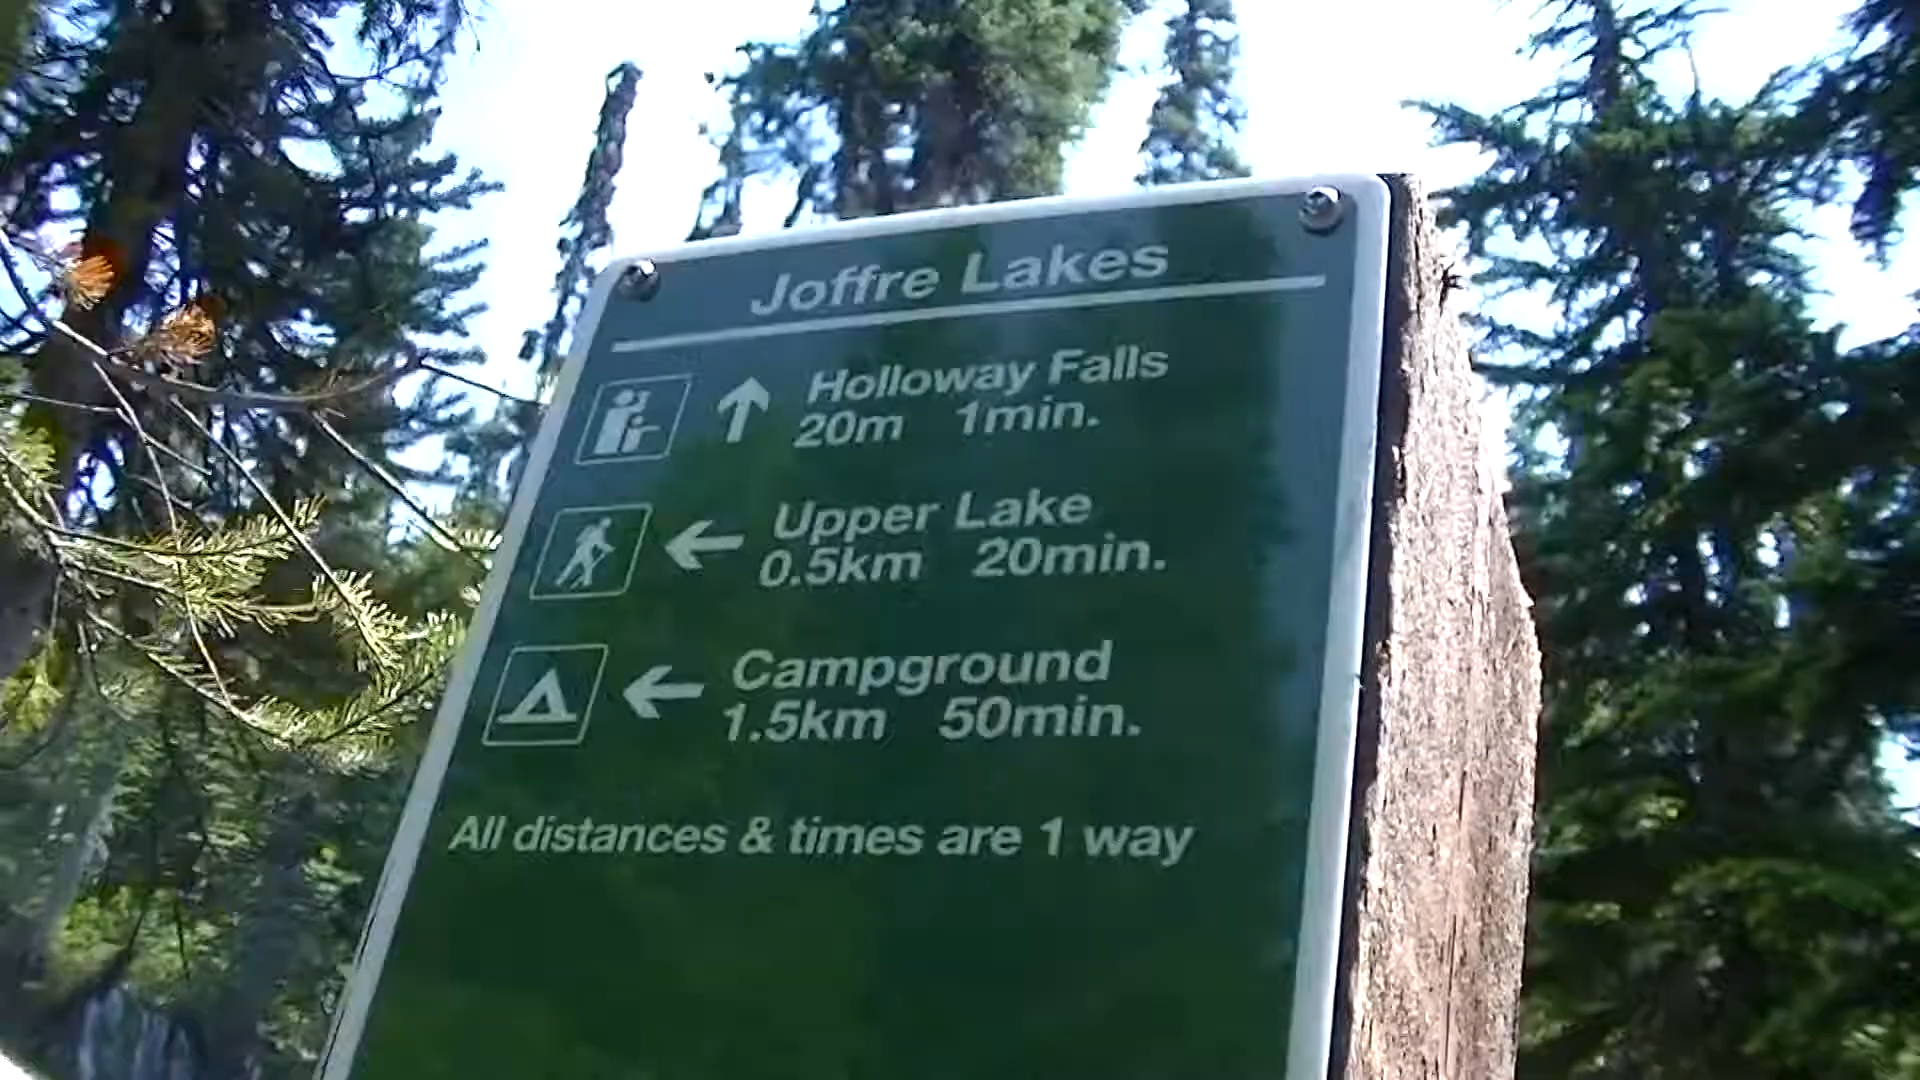 Joffre Lakes
Holloway Falls
20m 1min.
Upper Lake
0.5km 20min.
Campground
1.5km 50min.
All distances & times are 1 way